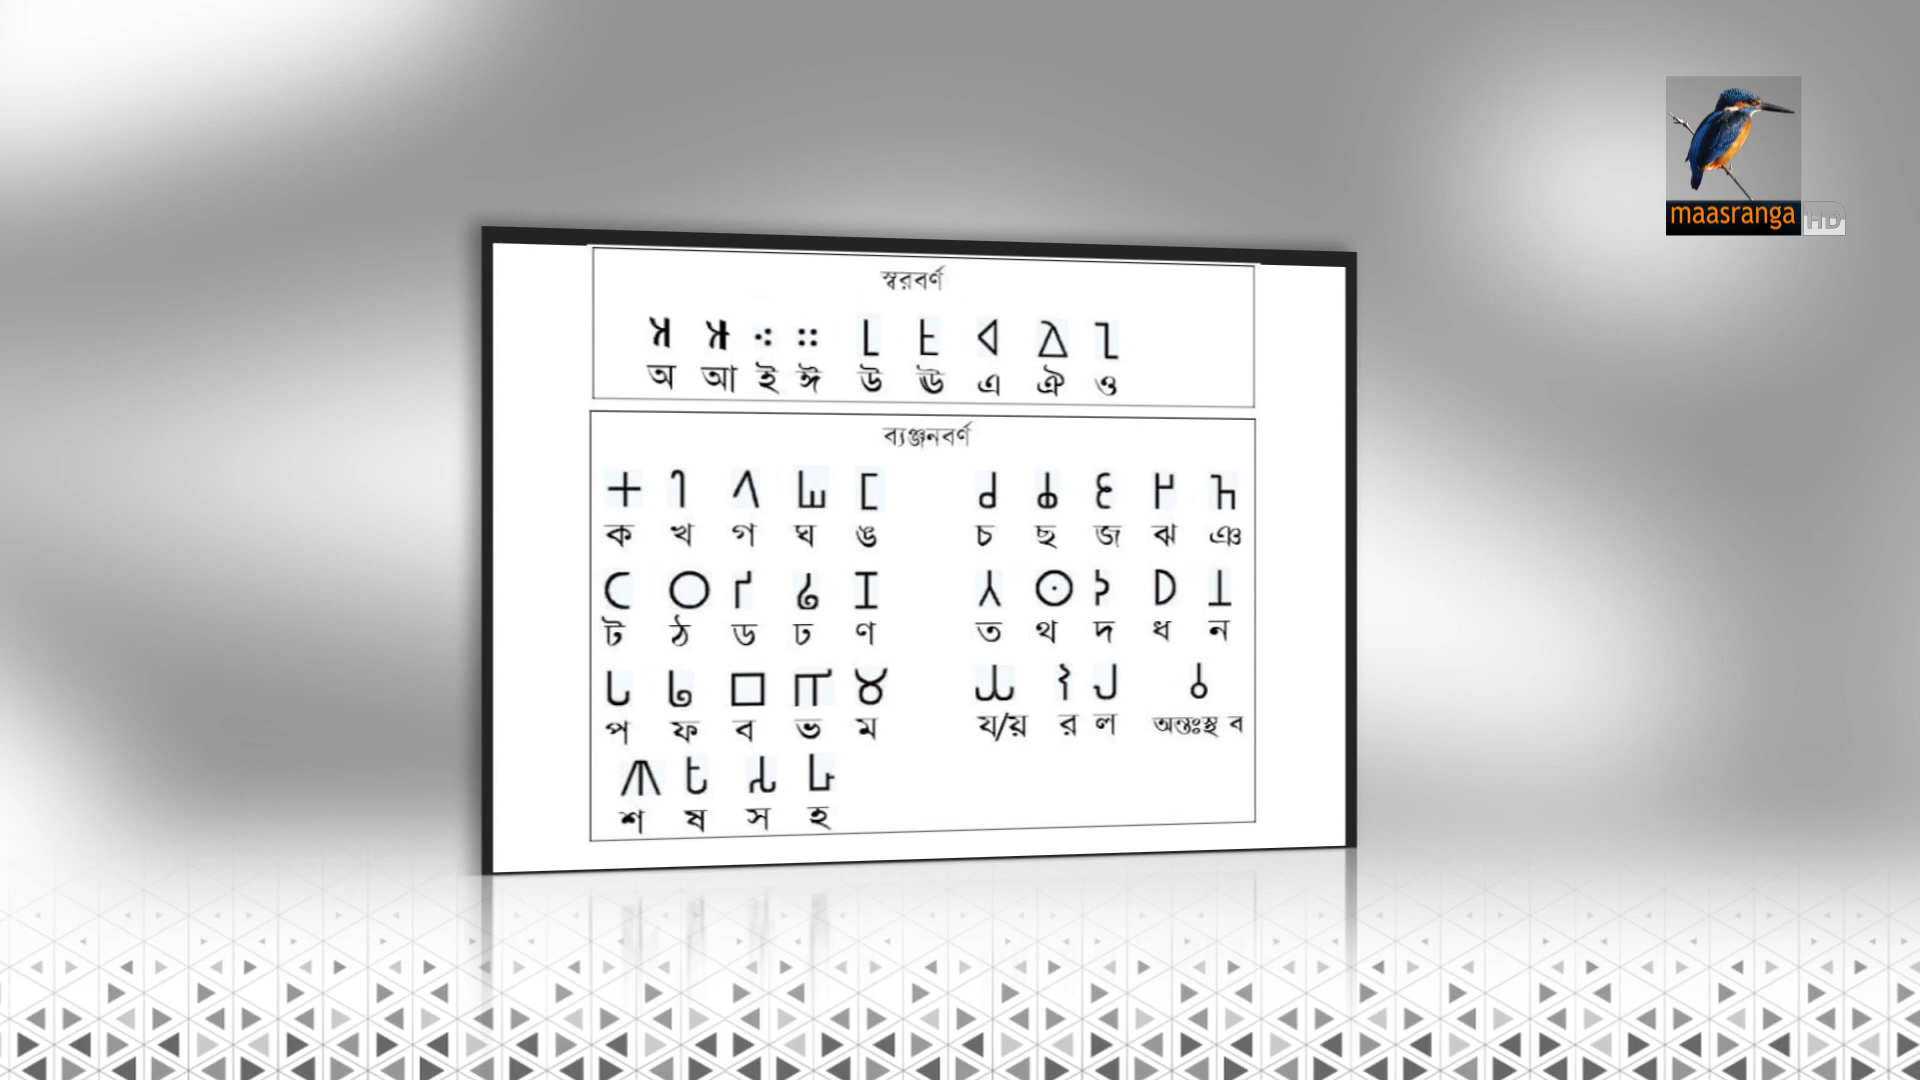 maasranga HD
স্বরবর্ণ
𑀅 𑀆 𑀇 𑀈 𑀉 𑀊 𑀏 𑀐 𑀑
অ আ ই ঈ উ ঊ এ ঐ ও
ব্যঞ্জনবর্ণ
𑀓 𑀔 𑀕 𑀖 𑀗 𑀘 𑀙 𑀚 𑀛 𑀜
ক খ গ ঘ ঙ চ ছ জ ঝ ঞ
𑀝 𑀞 𑀟 𑀠 𑀡 𑀢 𑀣 𑀤 𑀥 𑀦
ট ঠ ড ঢ ণ ত থ দ ধ ন
𑀧 𑀨 𑀩 𑀪 𑀫 𑀬 𑀭 𑀮 𑀯
প ফ ব ভ ম য/য় র ল অন্তঃস্থ ব
𑀰 𑀱 𑀲 𑀳
শ ষ স হ